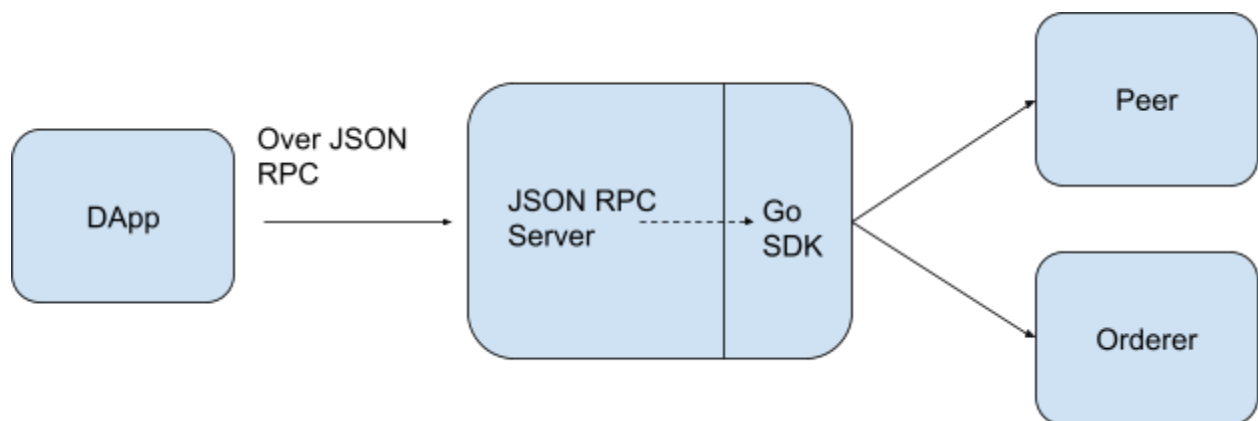 DApp
Over JSON
RPC
JSON RPC
Server
Go
SDK
Peer
Orderer